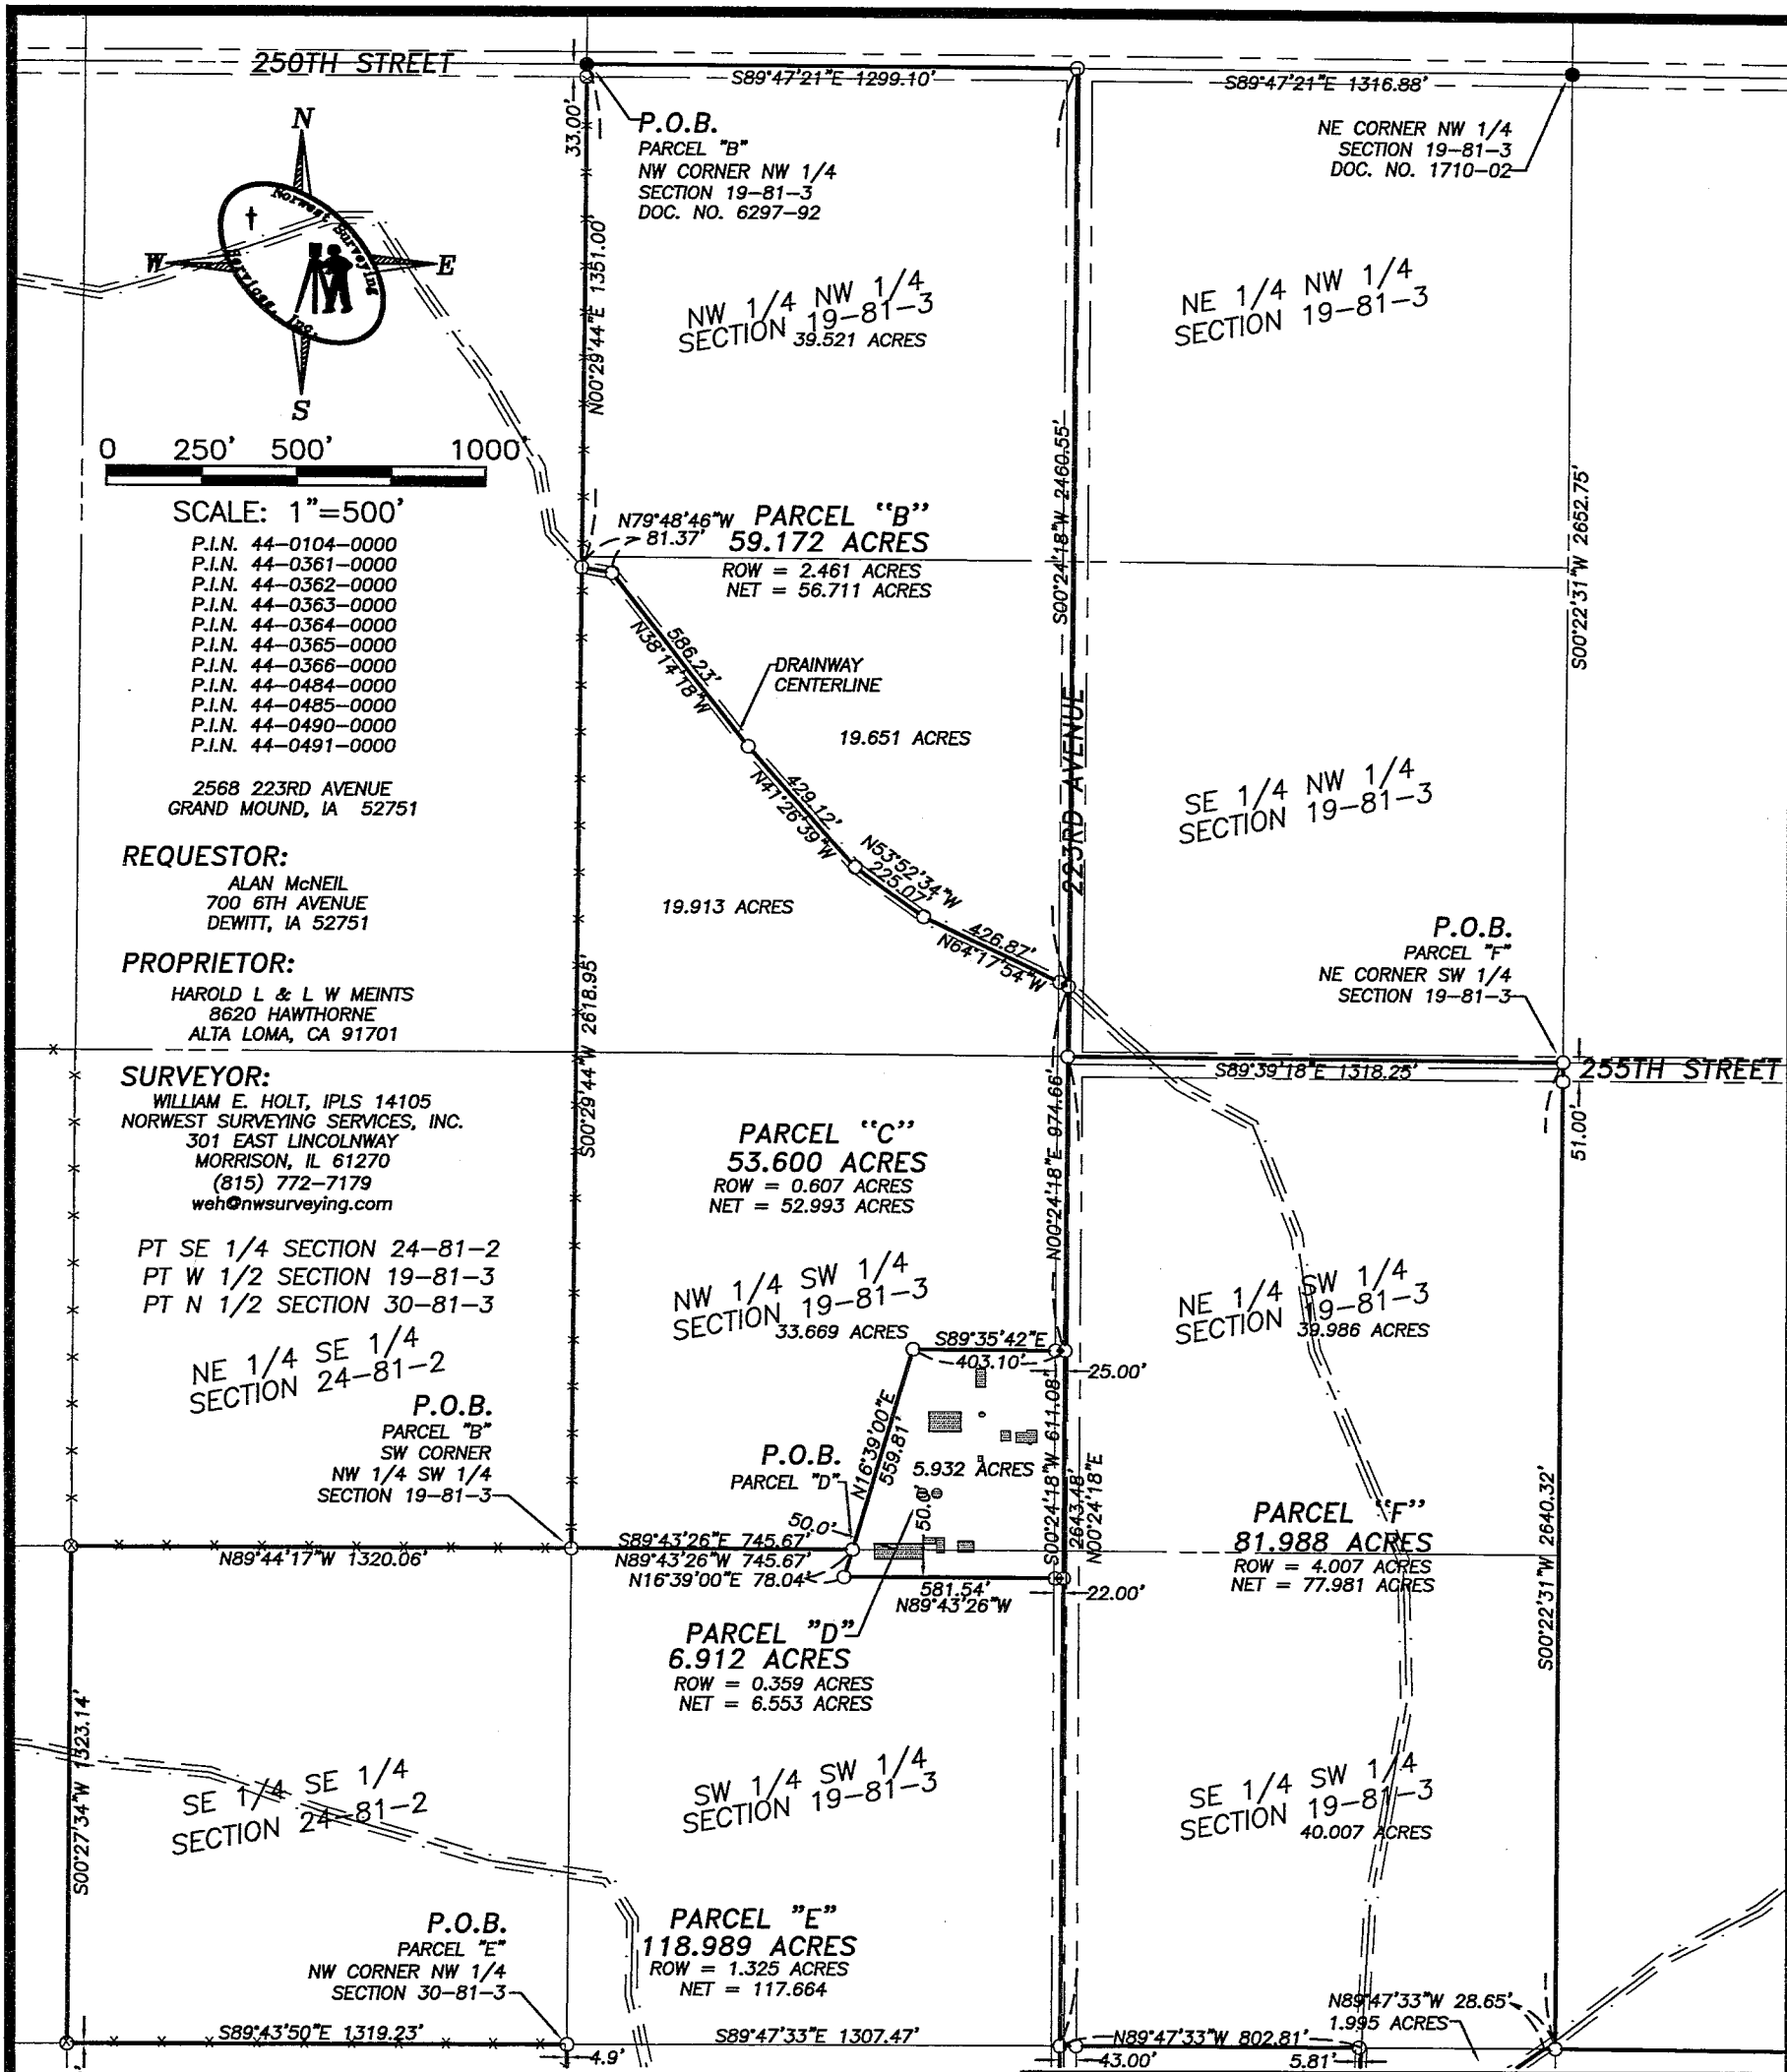 250TH STREET
S89°47'21"E 1299.10'
S89°47'21"E 1316.88'
33.00'
P.O.B.
PARCEL "B"
NW CORNER NW 1/4
SECTION 19-81-3
DOC. NO. 6297-92
NE CORNER NW 1/4
SECTION 19-81-3
DOC. NO. 1710-02
N
W
E
S
Norwest Surveying
Services, Inc.
N00°29'44"E 1351.00'
NW 1/4 NW 1/4
SECTION 19-81-3
39.521 ACRES
NE 1/4 NW 1/4
SECTION 19-81-3
0 250' 500' 1000'
SCALE: 1"=500'
P.I.N. 44-0104-0000
P.I.N. 44-0361-0000
P.I.N. 44-0362-0000
P.I.N. 44-0363-0000
P.I.N. 44-0364-0000
P.I.N. 44-0365-0000
P.I.N. 44-0366-0000
P.I.N. 44-0484-0000
P.I.N. 44-0485-0000
P.I.N. 44-0490-0000
P.I.N. 44-0491-0000
2568 223RD AVENUE
GRAND MOUND, IA 52751
S00°24'18"W 2460.55'
S00°22'31"W 2652.75'
N79°48'46"W
81.37'
PARCEL "B"
59.172 ACRES
ROW = 2.461 ACRES
NET = 56.711 ACRES
586.23'
N38°14'18"W
DRAINWAY
CENTERLINE
19.651 ACRES
223RD AVENUE
SE 1/4 NW 1/4
SECTION 19-81-3
429.12'
N41°26'39"W
N53°52'34"W
225.07'
426.87'
N64°17'54"W
19.913 ACRES
REQUESTOR:
ALAN McNEIL
700 6TH AVENUE
DEWITT, IA 52751
PROPRIETOR:
HAROLD L & L W MEINTS
8620 HAWTHORNE
ALTA LOMA, CA 91701
SURVEYOR:
WILLIAM E. HOLT, IPLS 14105
NORWEST SURVEYING SERVICES, INC.
301 EAST LINCOLNWAY
MORRISON, IL 61270
(815) 772-7179
weh@nwsurveying.com
PT SE 1/4 SECTION 24-81-2
PT W 1/2 SECTION 19-81-3
PT N 1/2 SECTION 30-81-3
S00°29'44"W 2618.95'
P.O.B.
PARCEL "F"
NE CORNER SW 1/4
SECTION 19-81-3
S89°39'18"E 1318.25'
255TH STREET
51.00'
N00°24'18"E 974.66'
PARCEL "C"
53.600 ACRES
ROW = 0.607 ACRES
NET = 52.993 ACRES
NW 1/4 SW 1/4
SECTION 19-81-3
33.669 ACRES
NE 1/4 SW 1/4
SECTION 19-81-3
39.986 ACRES
NE 1/4 SE 1/4
SECTION 24-81-2
S89°35'42"E
403.10'
25.00'
P.O.B.
PARCEL "B"
SW CORNER
NW 1/4 SW 1/4
SECTION 19-81-3
N16°39'00"E
559.81'
P.O.B.
PARCEL "D"
5.932 ACRES
50.0'
50.0'
S00°24'18"W 611.08'
2643.48'
N00°24'18"E
S00°22'31"W 2640.32'
PARCEL "F"
81.988 ACRES
ROW = 4.007 ACRES
NET = 77.981 ACRES
N89°44'17"W 1320.06'
S89°43'26"E 745.67'
N89°43'26"W 745.67'
N16°39'00"E 78.04'
581.54'
N89°43'26"W
22.00'
PARCEL "D"
6.912 ACRES
ROW = 0.359 ACRES
NET = 6.553 ACRES
S00°27'34"W 1323.14'
SE 1/4 SE 1/4
SECTION 24-81-2
SW 1/4 SW 1/4
SECTION 19-81-3
SE 1/4 SW 1/4
SECTION 19-81-3
40.007 ACRES
P.O.B.
PARCEL "E"
NW CORNER NW 1/4
SECTION 30-81-3
PARCEL "E"
118.989 ACRES
ROW = 1.325 ACRES
NET = 117.664
N89°47'33"W 28.65'
1.995 ACRES
S89°43'50"E 1319.23'
S89°47'33"E 1307.47'
N89°47'33"W 802.81'
4.9'
43.00'
5.81'